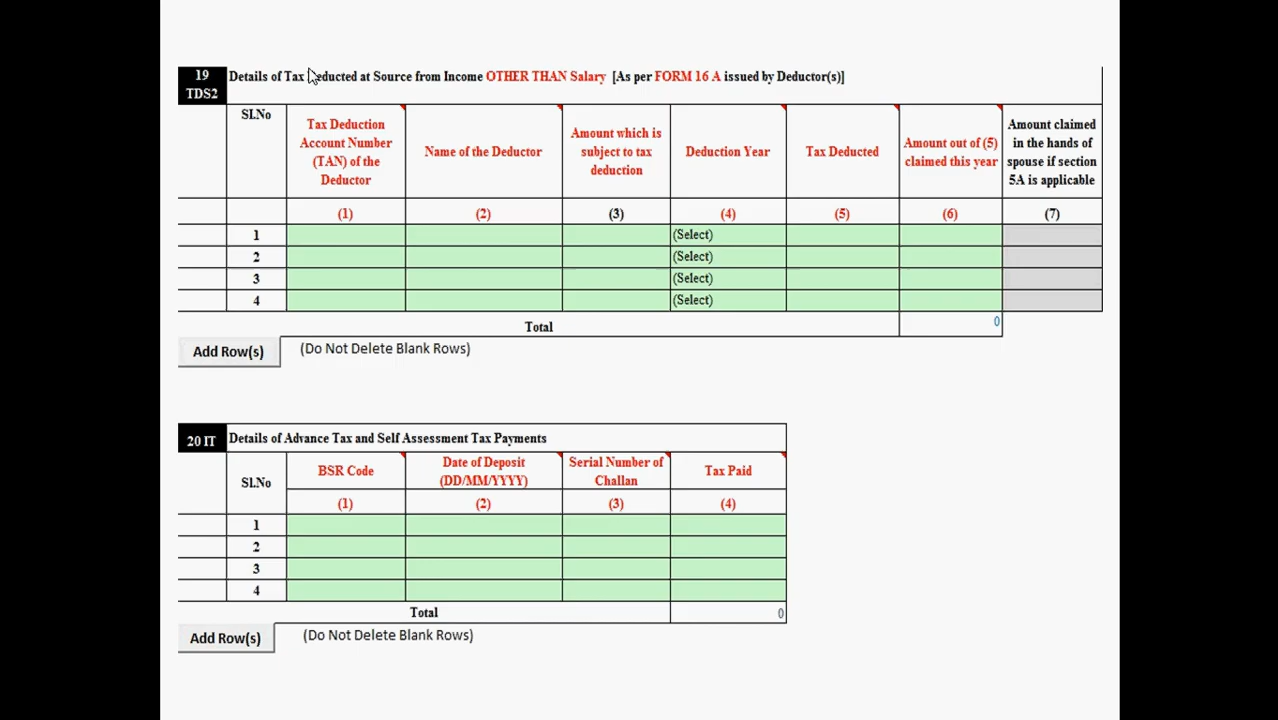 19
TDS2
Details of Tax Deducted at Source from Income OTHER THAN Salary [As per FORM 16 A issued by Deductor(s)]
Sl.No
Tax Deduction
Account Number
(TAN) of the
Deductor
Name of the Deductor
Amount which is
subject to tax
deduction
Deduction Year
Tax Deducted
Amount out of (5)
claimed this year
Amount claimed
in the hands of
spouse if section
5A is applicable
(1) (2) (3) (4) (5) (6) (7)
1 (Select)
2 (Select)
3 (Select)
4 (Select)
Total 0
Add Row(s) (Do Not Delete Blank Rows)
20 IT Details of Advance Tax and Self Assessment Tax Payments
Sl.No
BSR Code
Date of Deposit
(DD/MM/YYYY)
Serial Number of
Challan
Tax Paid
(1) (2) (3) (4)
1
2
3
4
Total 0
Add Row(s) (Do Not Delete Blank Rows)